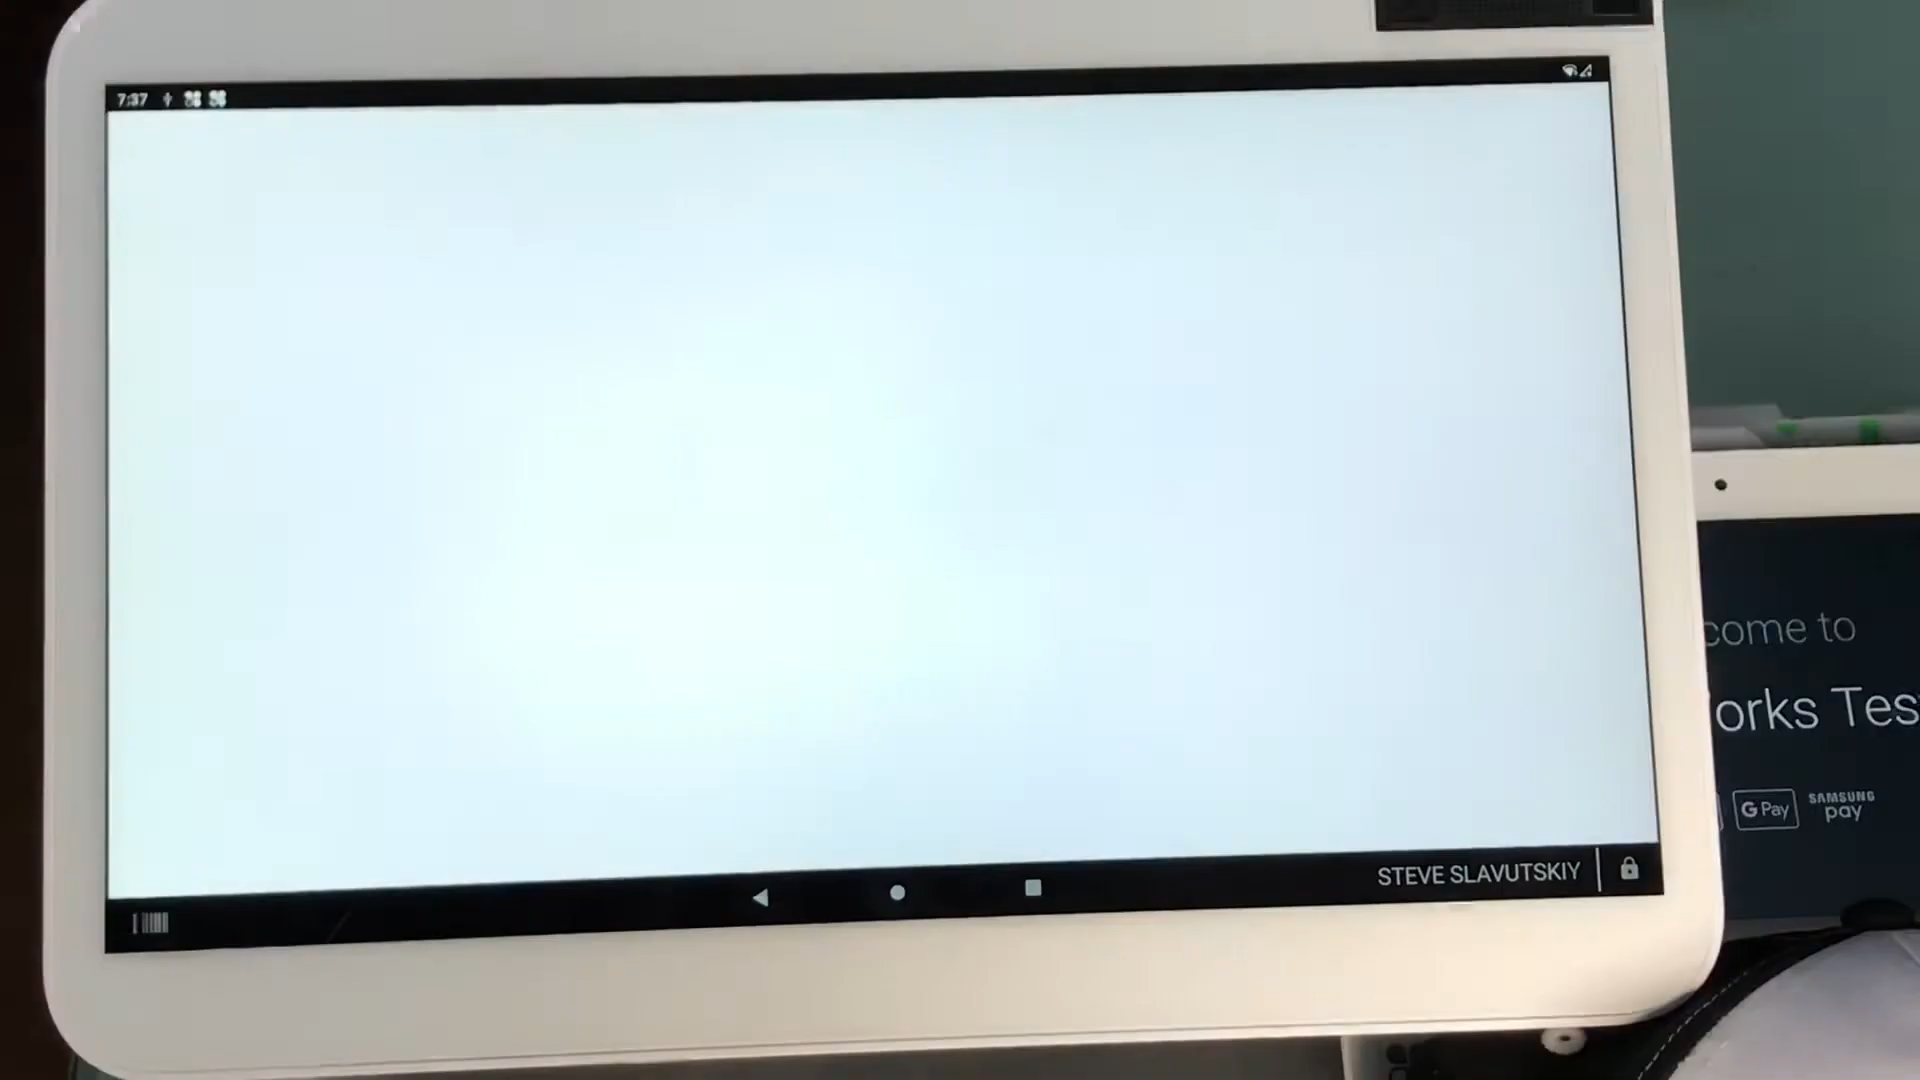 7:37
STEVE SLAVUTSKIY
come to
orks Tes
G Pay
SAMSUNG
pay